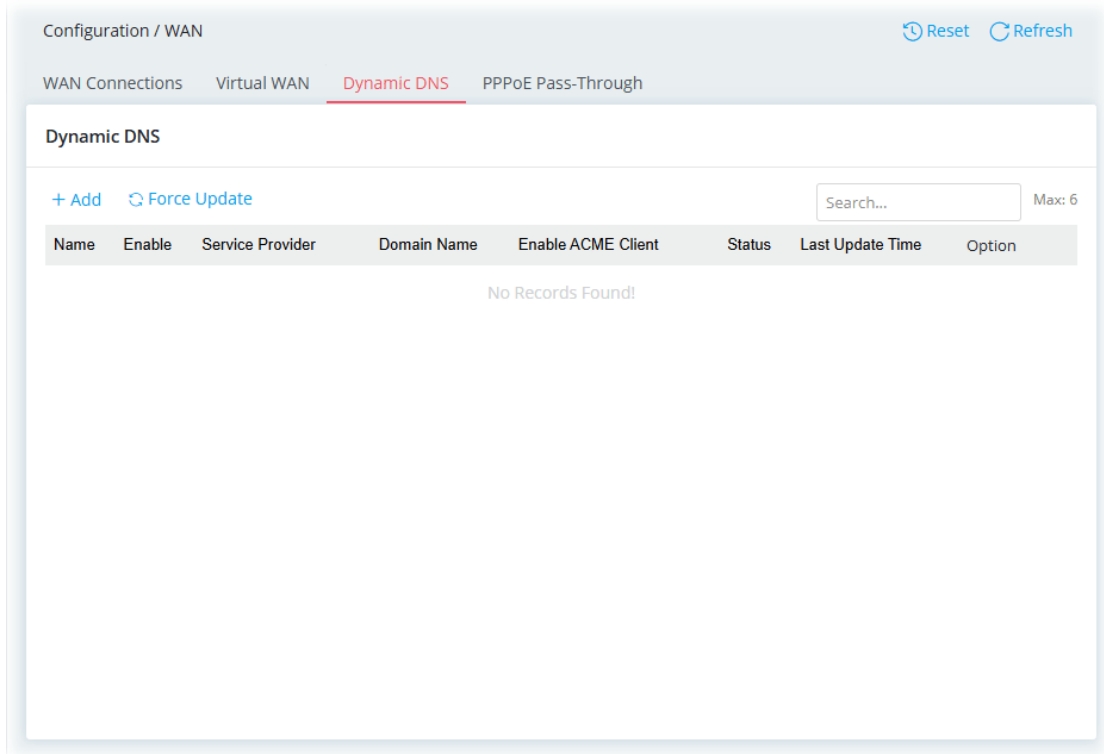 Configuration / WAN Reset Refresh
WAN Connections Virtual WAN Dynamic DNS PPPoE Pass-Through
Dynamic DNS
+ Add Force Update Search... Max: 6
Name Enable Service Provider Domain Name Enable ACME Client Status Last Update Time Option
No Records Found!